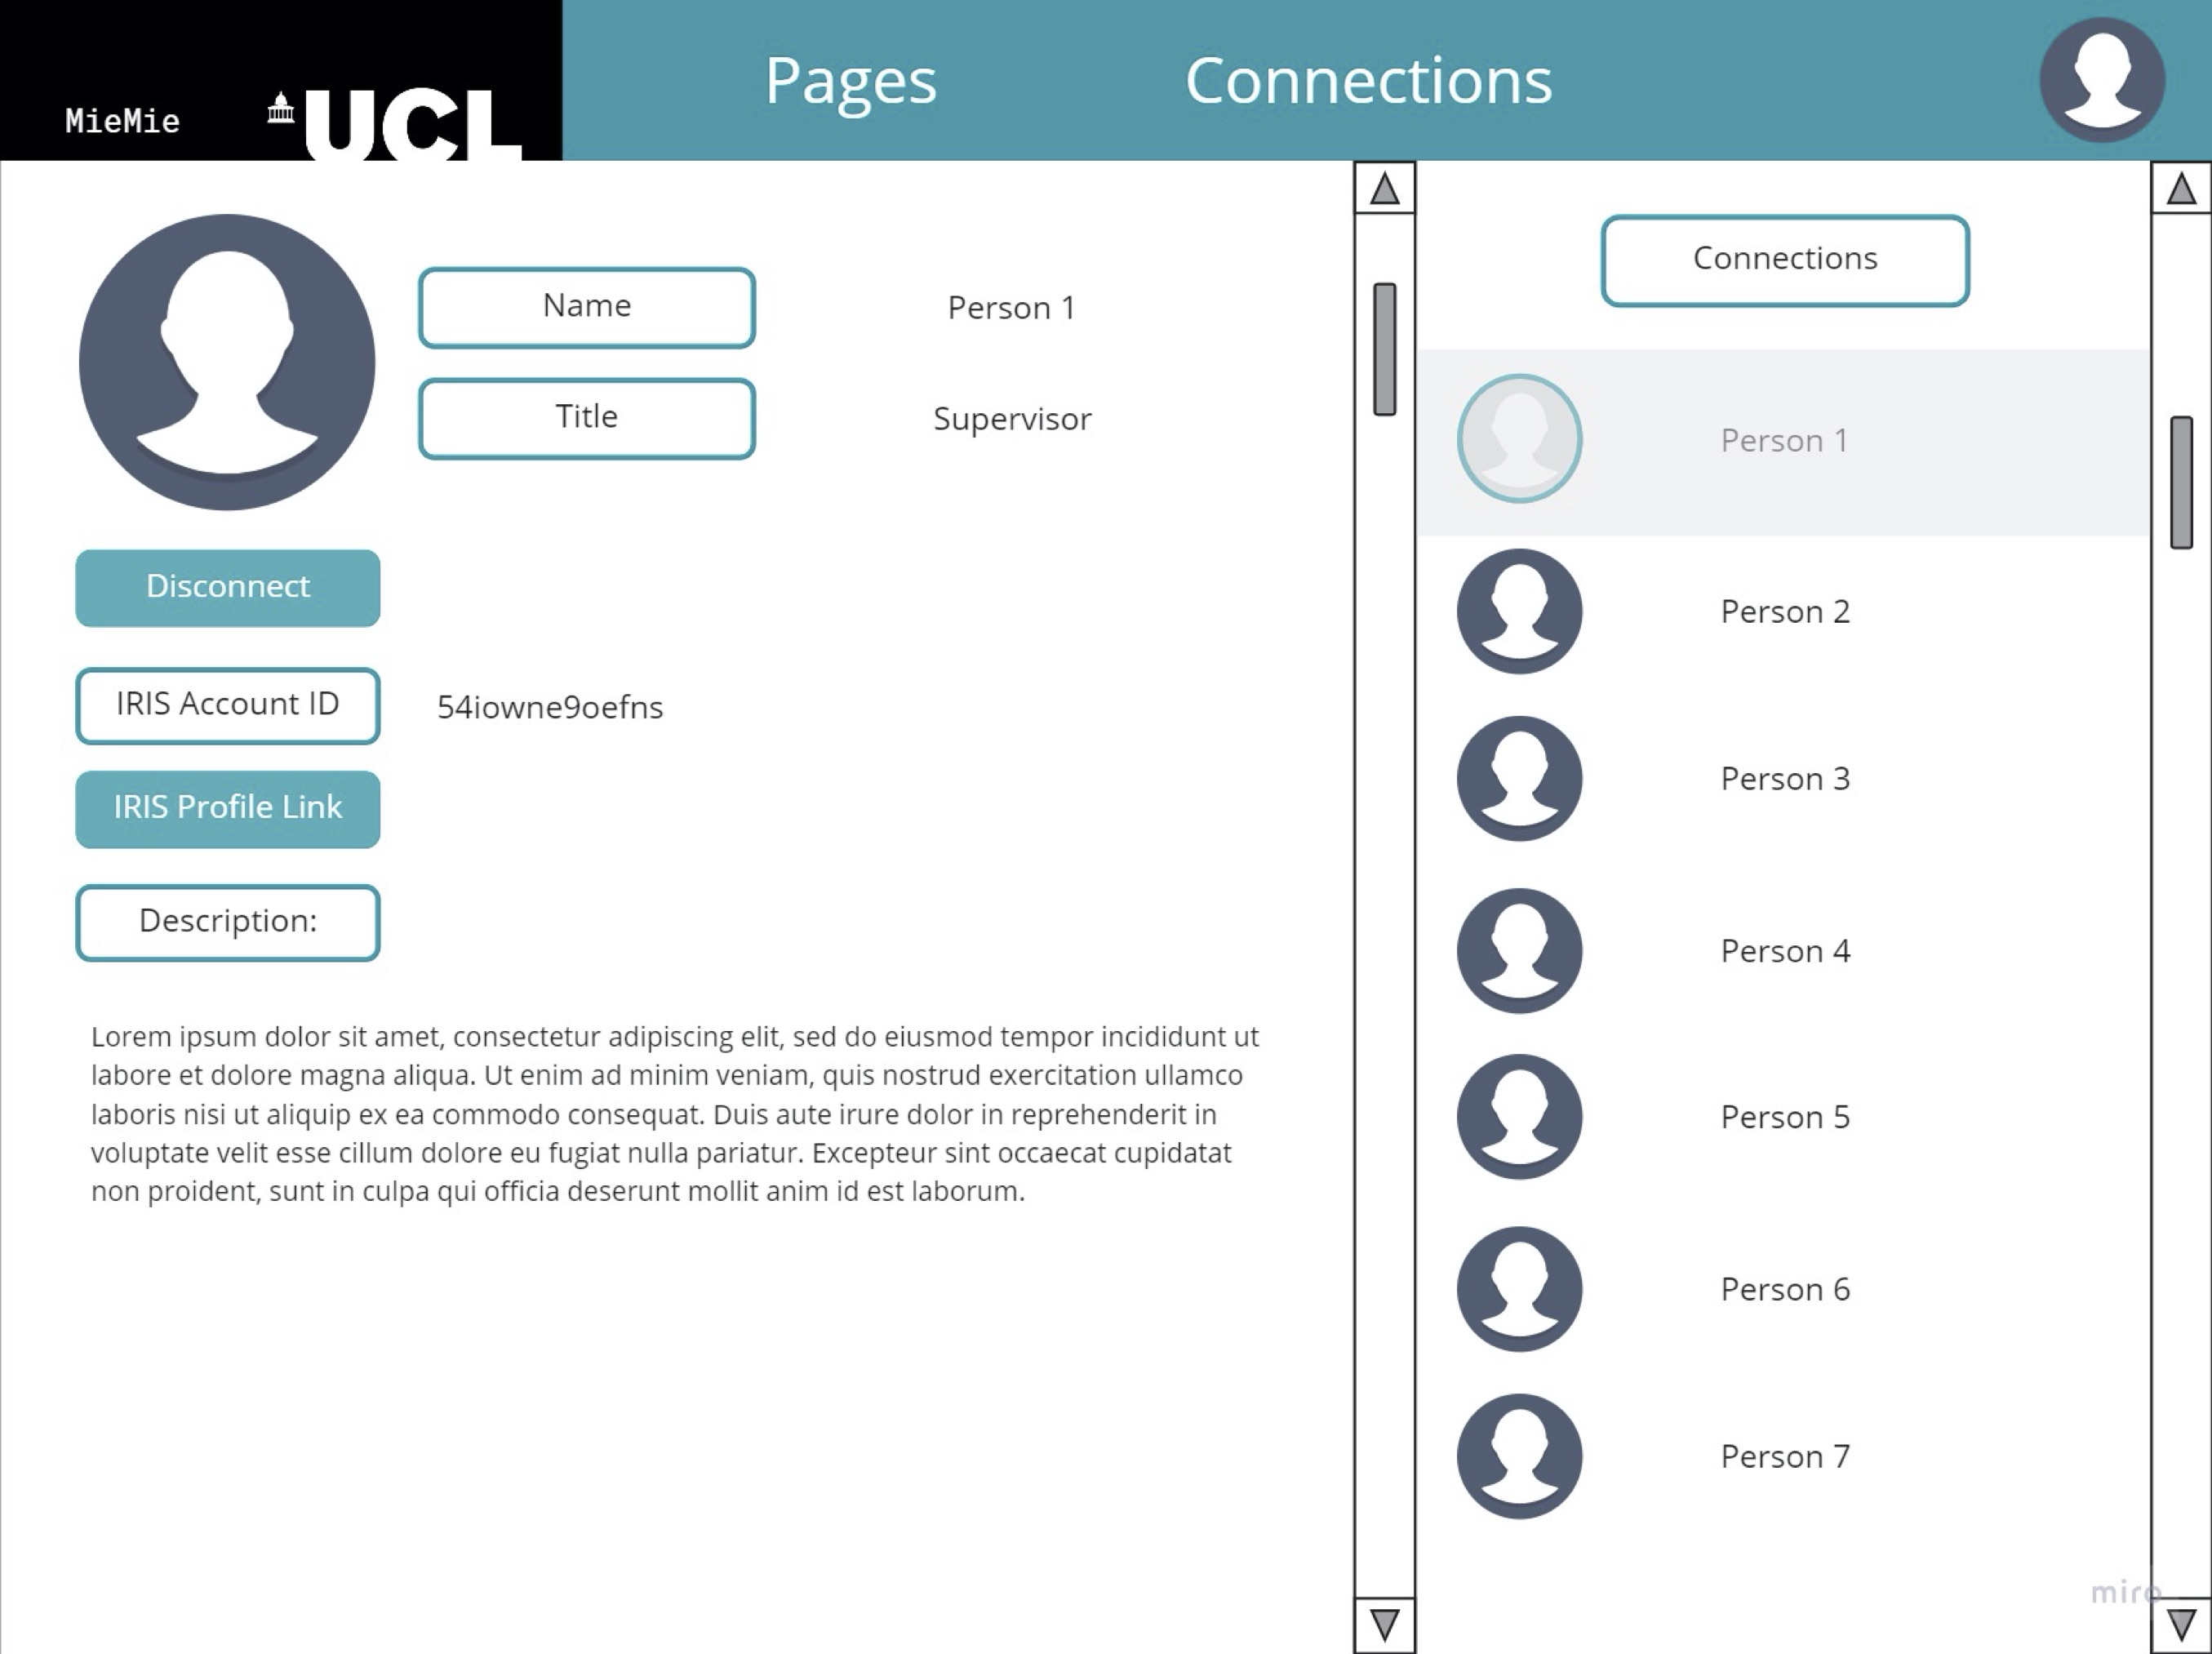 MieMie
UCL
Pages
Connections
Name
Person 1
Title
Supervisor
Disconnect
IRIS Account ID
54iowne9oefns
IRIS Profile Link
Description:
Lorem ipsum dolor sit amet, consectetur adipiscing elit, sed do eiusmod tempor incididunt ut
labore et dolore magna aliqua. Ut enim ad minim veniam, quis nostrud exercitation ullamco
laboris nisi ut aliquip ex ea commodo consequat. Duis aute irure dolor in reprehenderit in
voluptate velit esse cillum dolore eu fugiat nulla pariatur. Excepteur sint occaecat cupidatat
non proident, sunt in culpa qui officia deserunt mollit anim id est laborum.
Connections
Person 1
Person 2
Person 3
Person 4
Person 5
Person 6
Person 7
miro